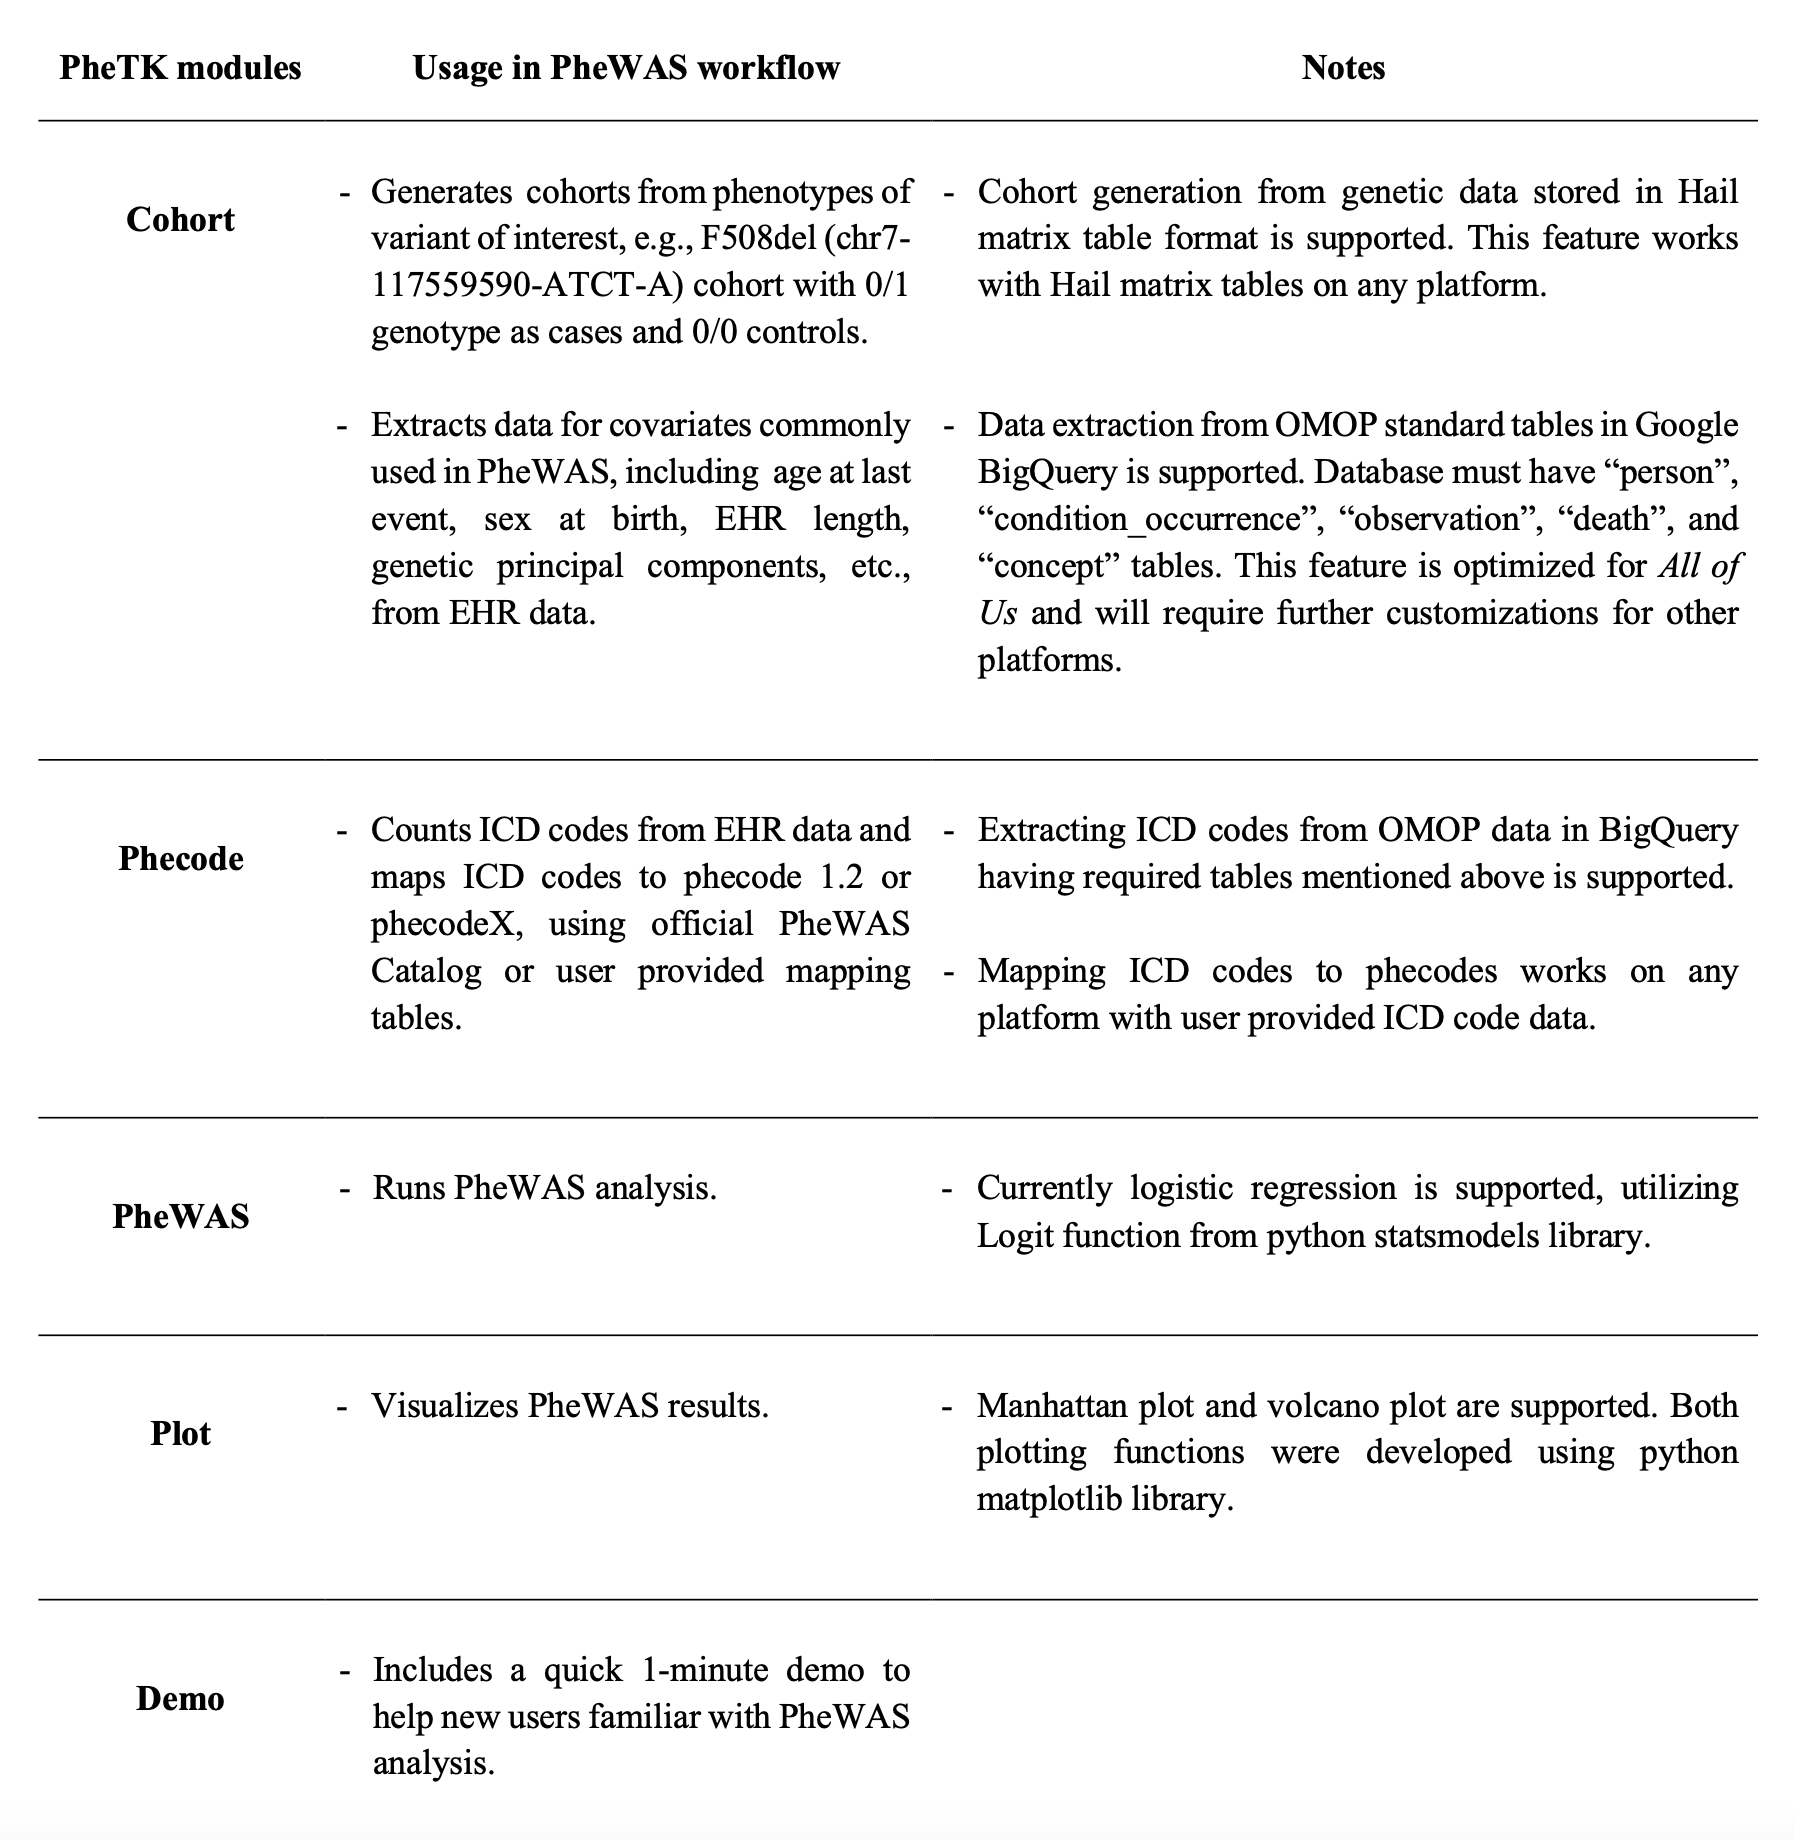 PheTK modules Usage in PheWAS workflow Notes
Cohort
- Generates cohorts from phenotypes of
variant of interest, e.g., F508del (chr7-
117559590-ATCT-A) cohort with 0/1
genotype as cases and 0/0 controls.
- Cohort generation from genetic data stored in Hail
matrix table format is supported. This feature works
with Hail matrix tables on any platform.
- Extracts data for covariates commonly
used in PheWAS, including age at last
event, sex at birth, EHR length,
genetic principal components, etc.,
from EHR data.
- Data extraction from OMOP standard tables in Google
BigQuery is supported. Database must have “person”,
“condition_occurrence”, “observation”, “death”, and
“concept” tables. This feature is optimized for All of
Us and will require further customizations for other
platforms.
Phecode
- Counts ICD codes from EHR data and
maps ICD codes to phecode 1.2 or
phecodeX, using official PheWAS
Catalog or user provided mapping
tables.
- Extracting ICD codes from OMOP data in BigQuery
having required tables mentioned above is supported.
- Mapping ICD codes to phecodes works on any
platform with user provided ICD code data.
PheWAS
- Runs PheWAS analysis.
- Currently logistic regression is supported, utilizing
Logit function from python statsmodels library.
Plot
- Visualizes PheWAS results.
- Manhattan plot and volcano plot are supported. Both
plotting functions were developed using python
matplotlib library.
Demo
- Includes a quick 1-minute demo to
help new users familiar with PheWAS
analysis.